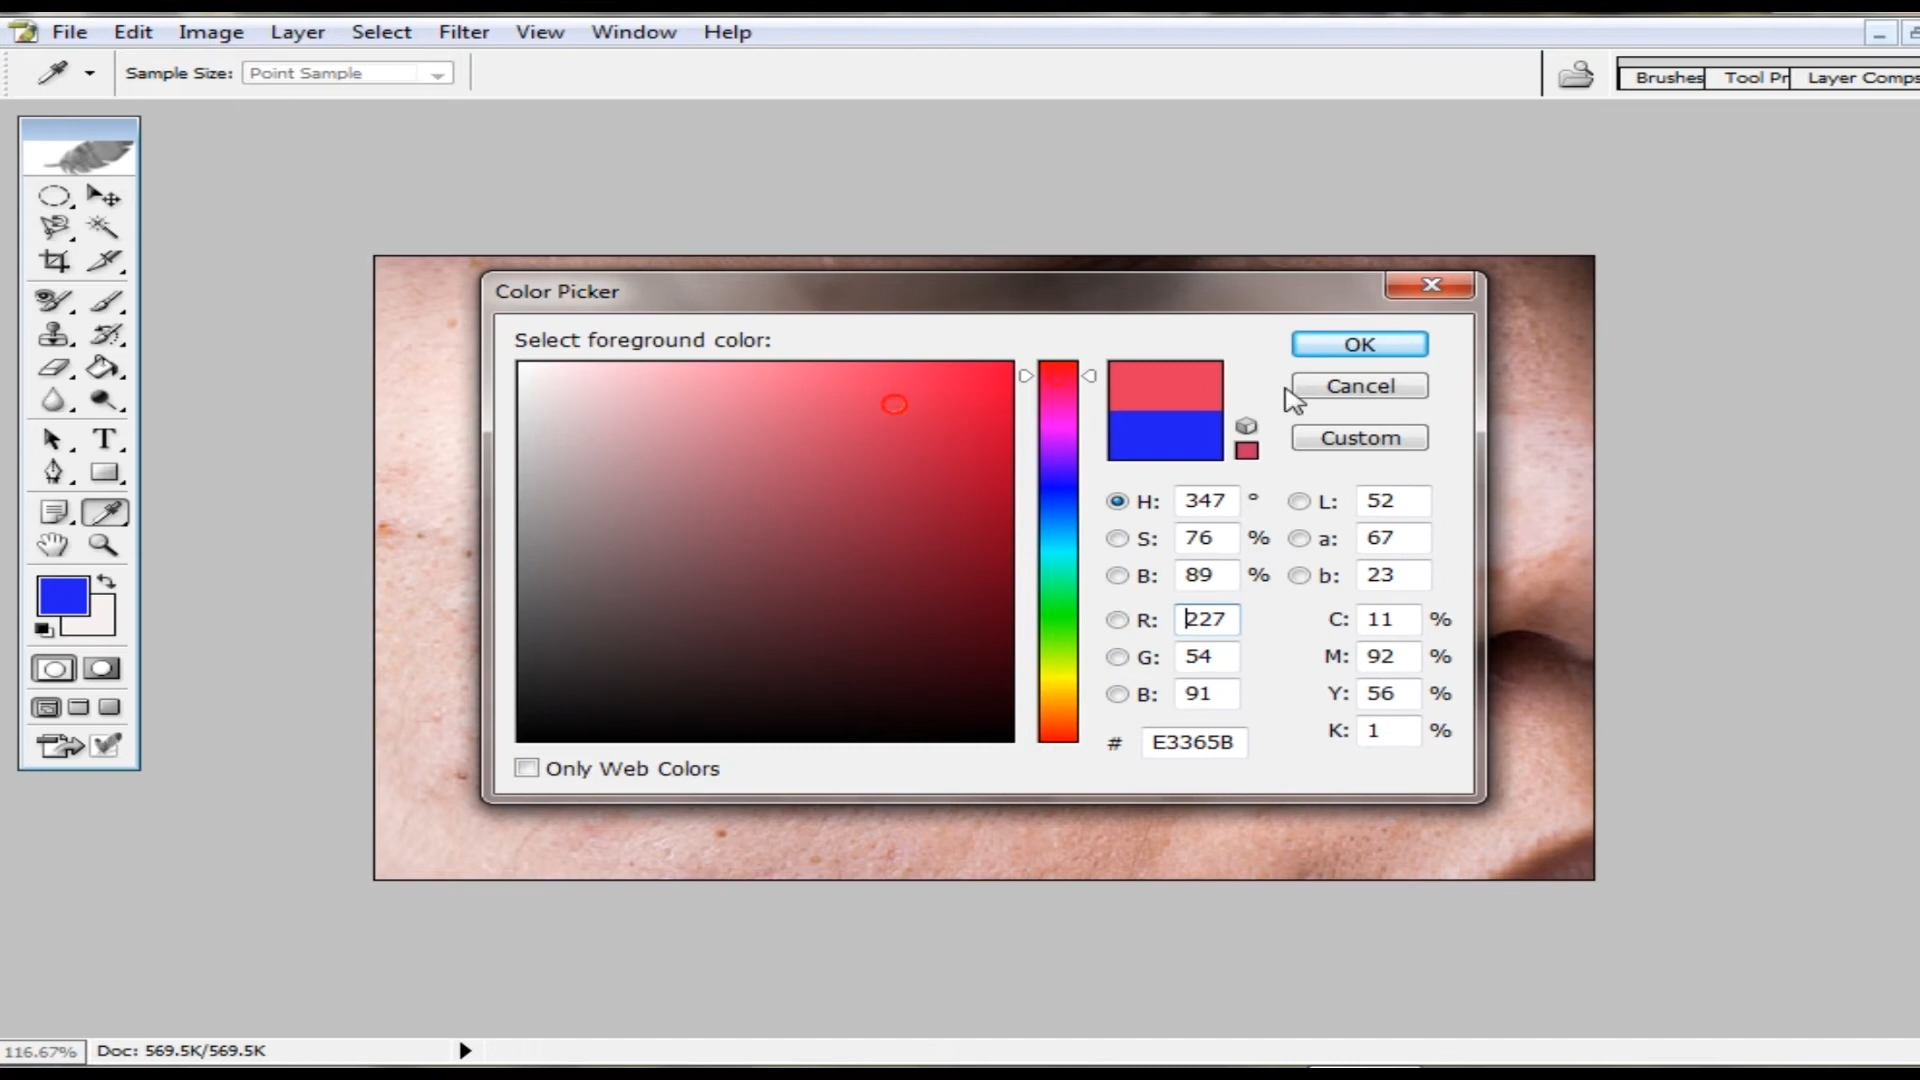 File Edit Image Layer Select Filter View Window Help
Sample Size: Point Sample
Brushes Tool Pr Layer Comps
Color Picker
Select foreground color:
OK
Cancel
Custom
H: 347 ° L: 52
S: 76 % a: 67
B: 89 % b: 23
R: 227 C: 11 %
G: 54 M: 92 %
B: 91 Y: 56 %
# E3365B K: 1 %
Only Web Colors
T
116.67% Doc: 569.5K/569.5K